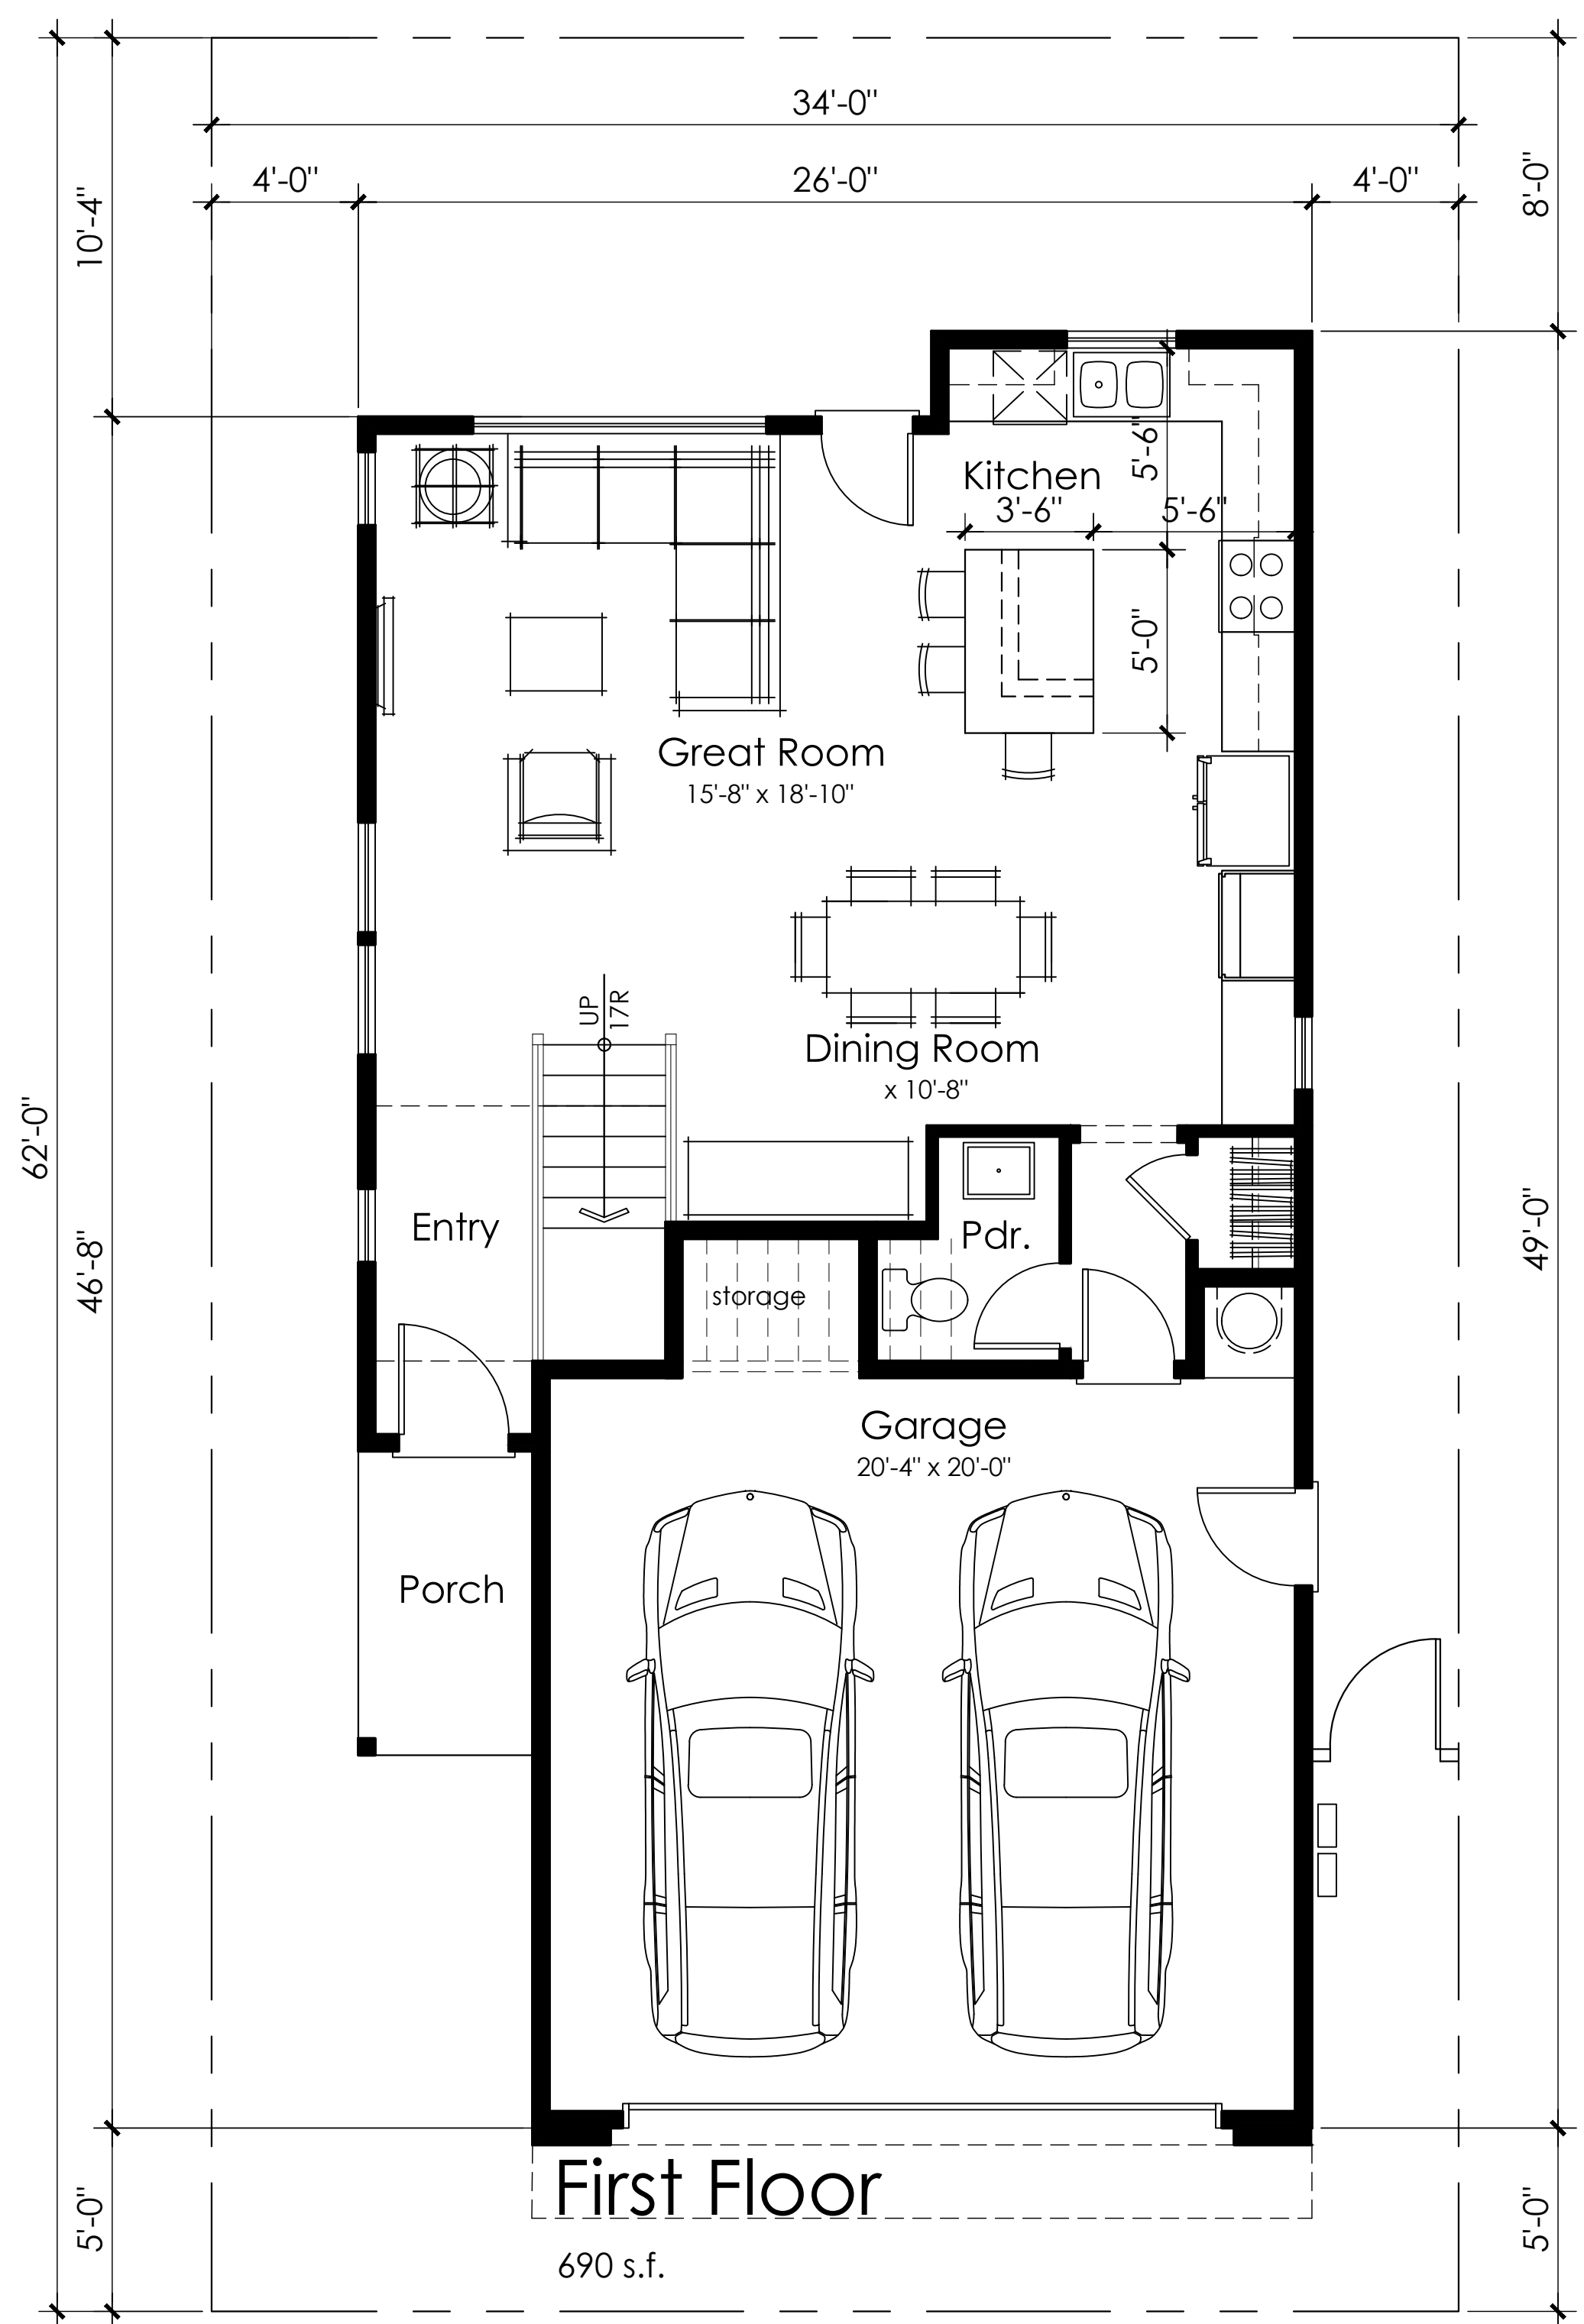 34'-0"
4'-0"
26'-0"
4'-0"
10'-4"
8'-0"
Kitchen
5'-6"
3'-6"
5'-6"
5'-0"
Great Room
15'-8" x 18'-10"
UP
17R
Dining Room
x 10'-8"
62'-0"
46'-8"
49'-0"
Entry
Pdr.
storage
Garage
20'-4" x 20'-0"
Porch
First Floor
5'-0"
5'-0"
690 s.f.